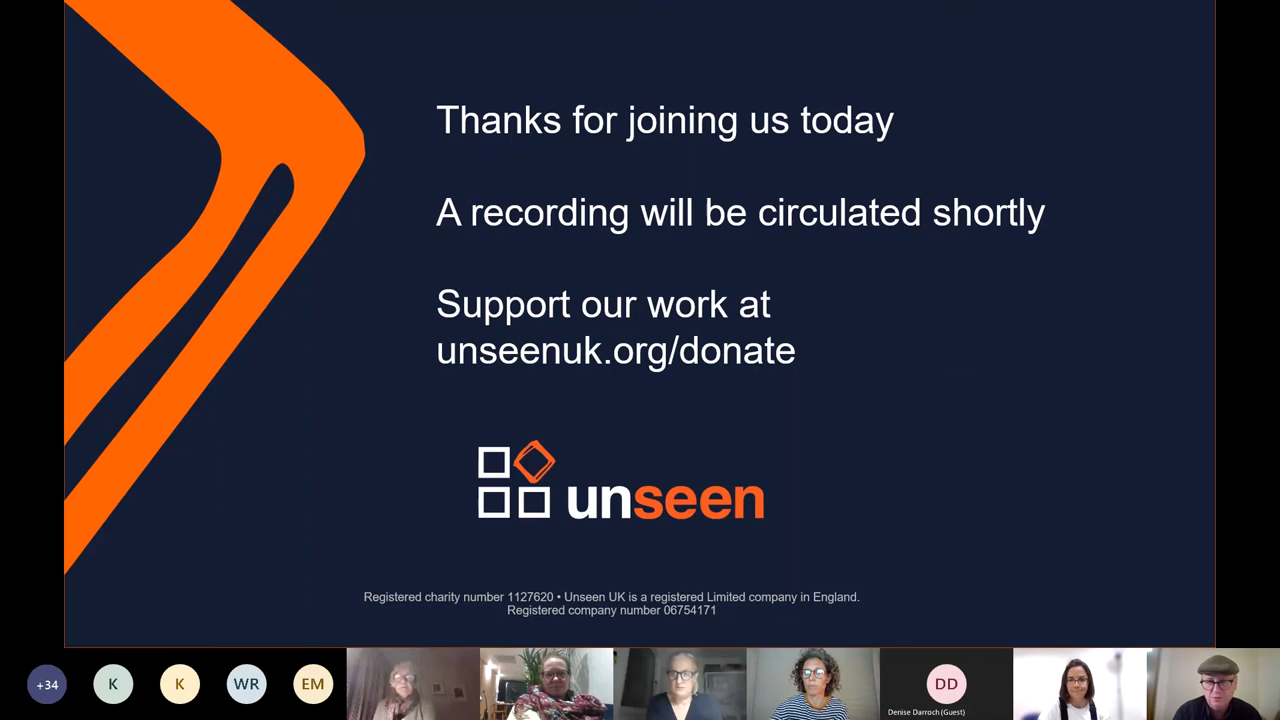 Thanks for joining us today
A recording will be circulated shortly
Support our work at
unseenuk.org/donate
unseen
Registered charity number 1127620 • Unseen UK is a registered Limited company in England.
Registered company number 06754171
+34
K
K
WR
EM
DD
Denise Darroch (Guest)